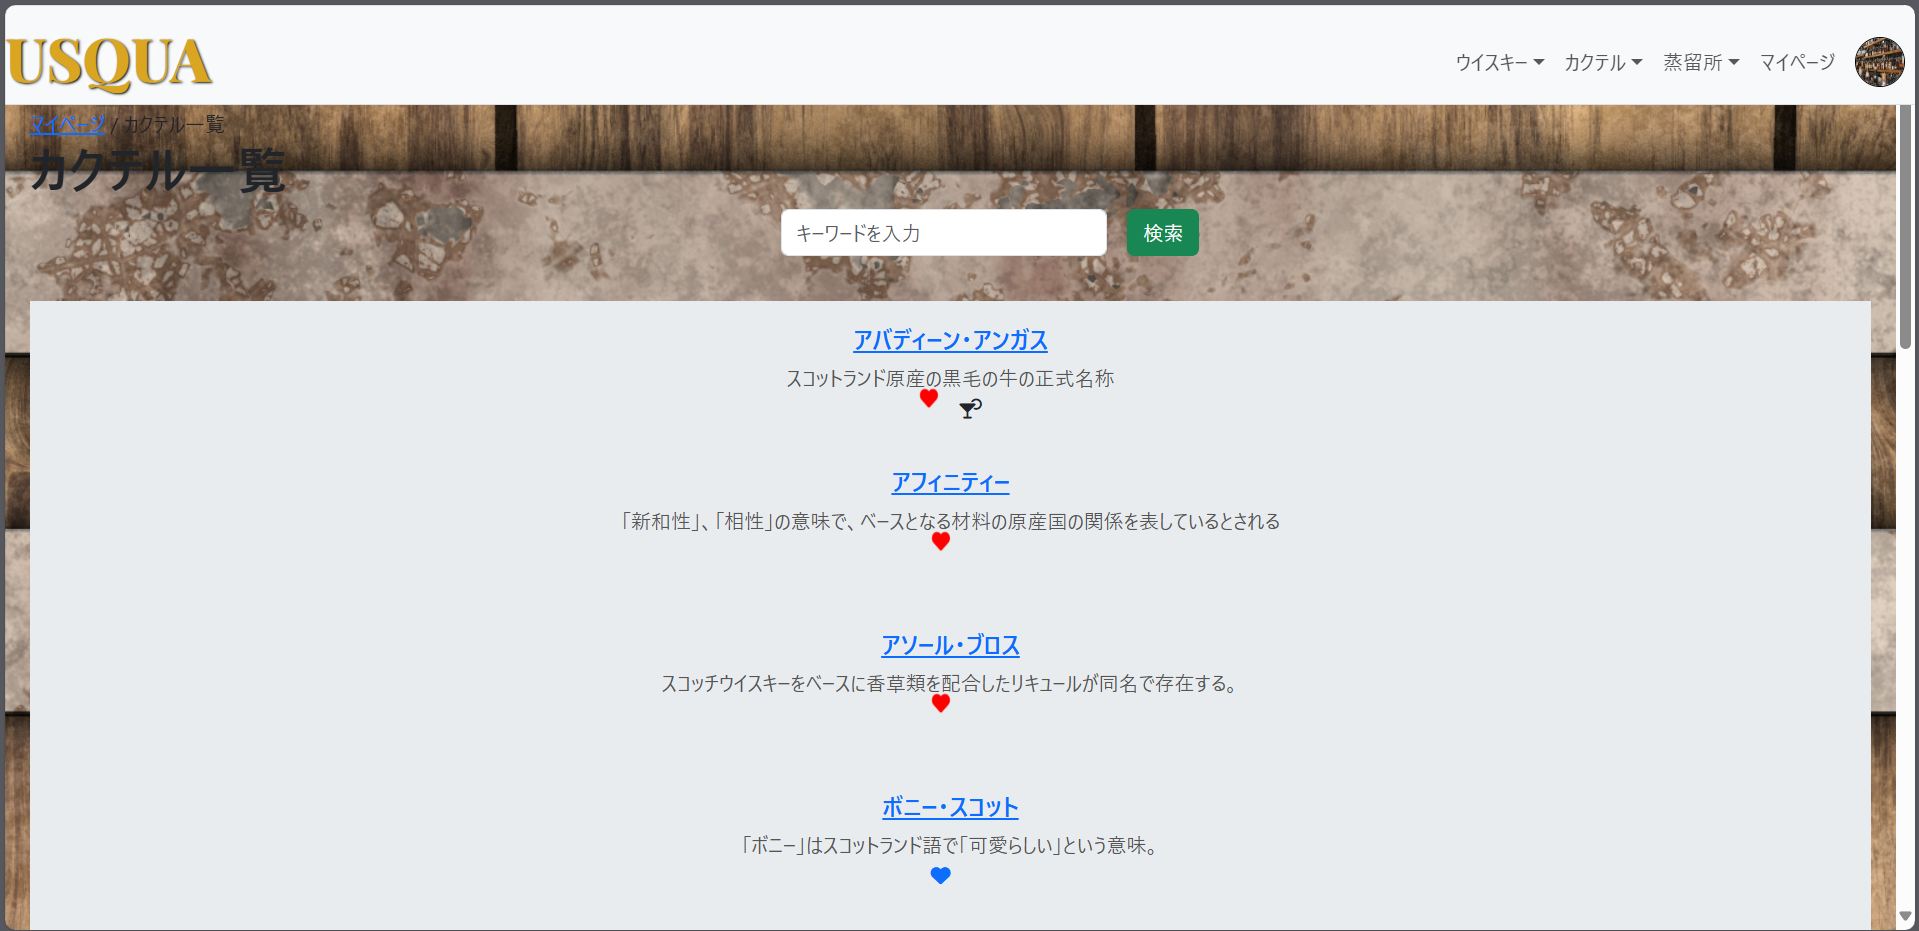 USQUA
ウイスキー カクテル 蒸留所 マイページ
マイページ / カクテル一覧
カクテル一覧
キーワードを入力 検索
アバディーン・アンガス
スコットランド原産の黒毛の牛の正式名称
アフィニティー
「新和性」、「相性」の意味で、ベースとなる材料の原産国の関係を表しているとされる
アソール・ブロス
スコッチウイスキーをベースに香草類を配合したリキュールが同名で存在する。
ボニー・スコット
「ボニー」はスコットランド語で「可愛らしい」という意味。